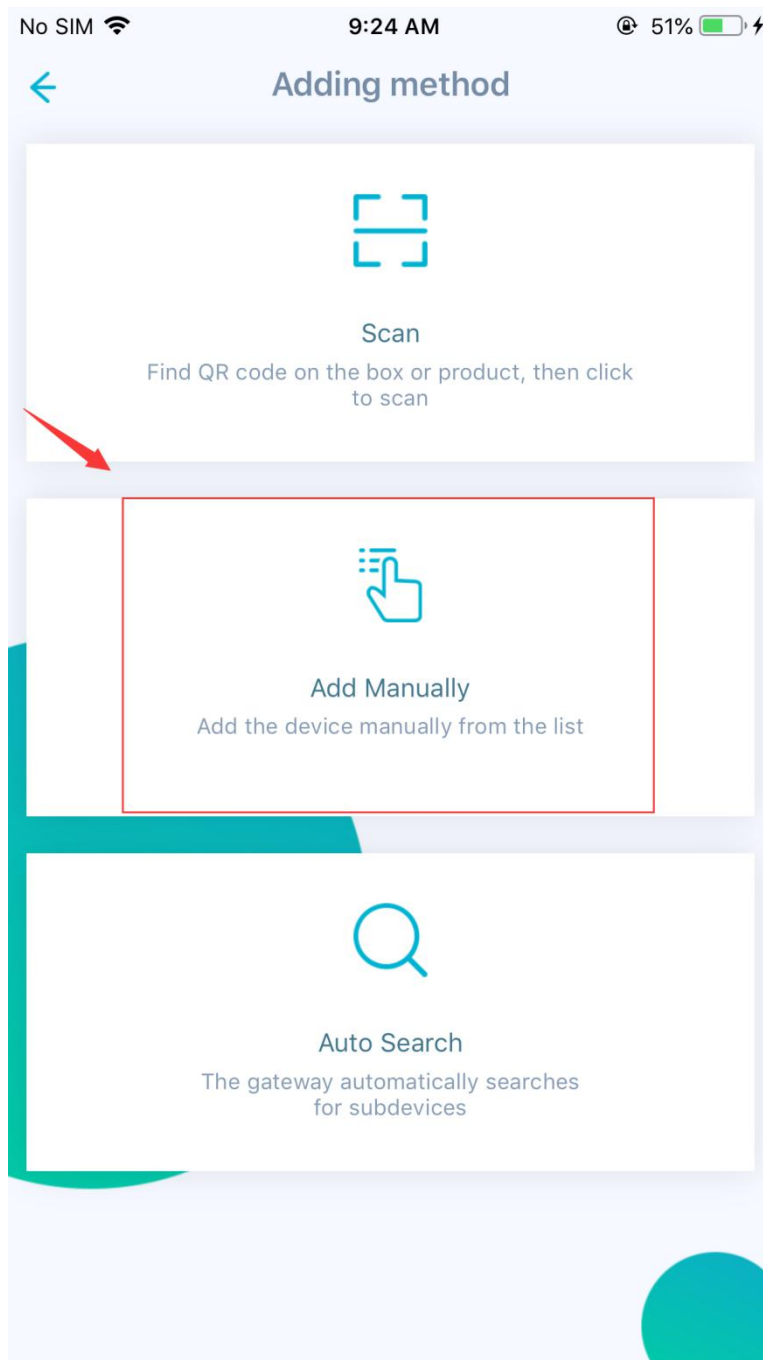 No SIM 9:24 AM 51%
Adding method
Scan
Find QR code on the box or product, then click
to scan
Add Manually
Add the device manually from the list
Auto Search
The gateway automatically searches
for subdevices